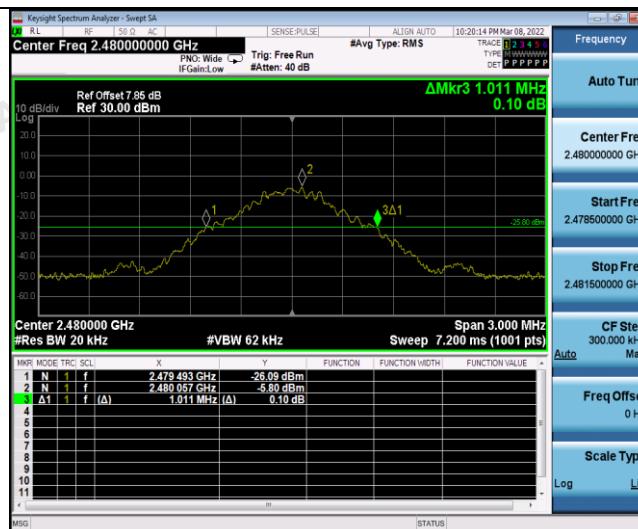 Keysight Spectrum Analyzer - Swept SA
RL RF 50 Ω AC SENSE:PULSE ALIGN AUTO 10:20:14 PM Mar 08, 2022
Center Freq 2.480000000 GHz #Avg Type: RMS TRACE 1 2 3 4 5 6
PNO: Wide Trig: Free Run TYPE M W W W W W
IFGain:Low #Atten: 40 dB DET P P P P P P
Ref Offset 7.85 dB ΔMkr3 1.011 MHz
10 dB/div Ref 30.00 dBm 0.10 dB
Log
20.0
10.0
0.00
-10.0
-20.0
-30.0
-40.0
-50.0
-60.0
1
2
3Δ1
-25.80 dBm
Center 2.480000 GHz Span 3.000 MHz
#Res BW 20 kHz #VBW 62 kHz Sweep 7.200 ms (1001 pts)
MKR MODE TRC SCL X Y FUNCTION FUNCTION WIDTH FUNCTION VALUE
1 N 1 f 2.479 493 GHz -26.09 dBm
2 N 1 f 2.480 057 GHz -5.80 dBm
3 Δ1 1 f (Δ) 1.011 MHz (Δ) 0.10 dB
4
5
6
7
8
9
10
11
MSG STATUS
Frequency
Auto Tun
Center Fre
2.480000000 GH
Start Fre
2.478500000 GH
Stop Fre
2.481500000 GH
CF Ste
300.000 kH
Auto Ma
Freq Offse
0 H
Scale Typ
Log Li